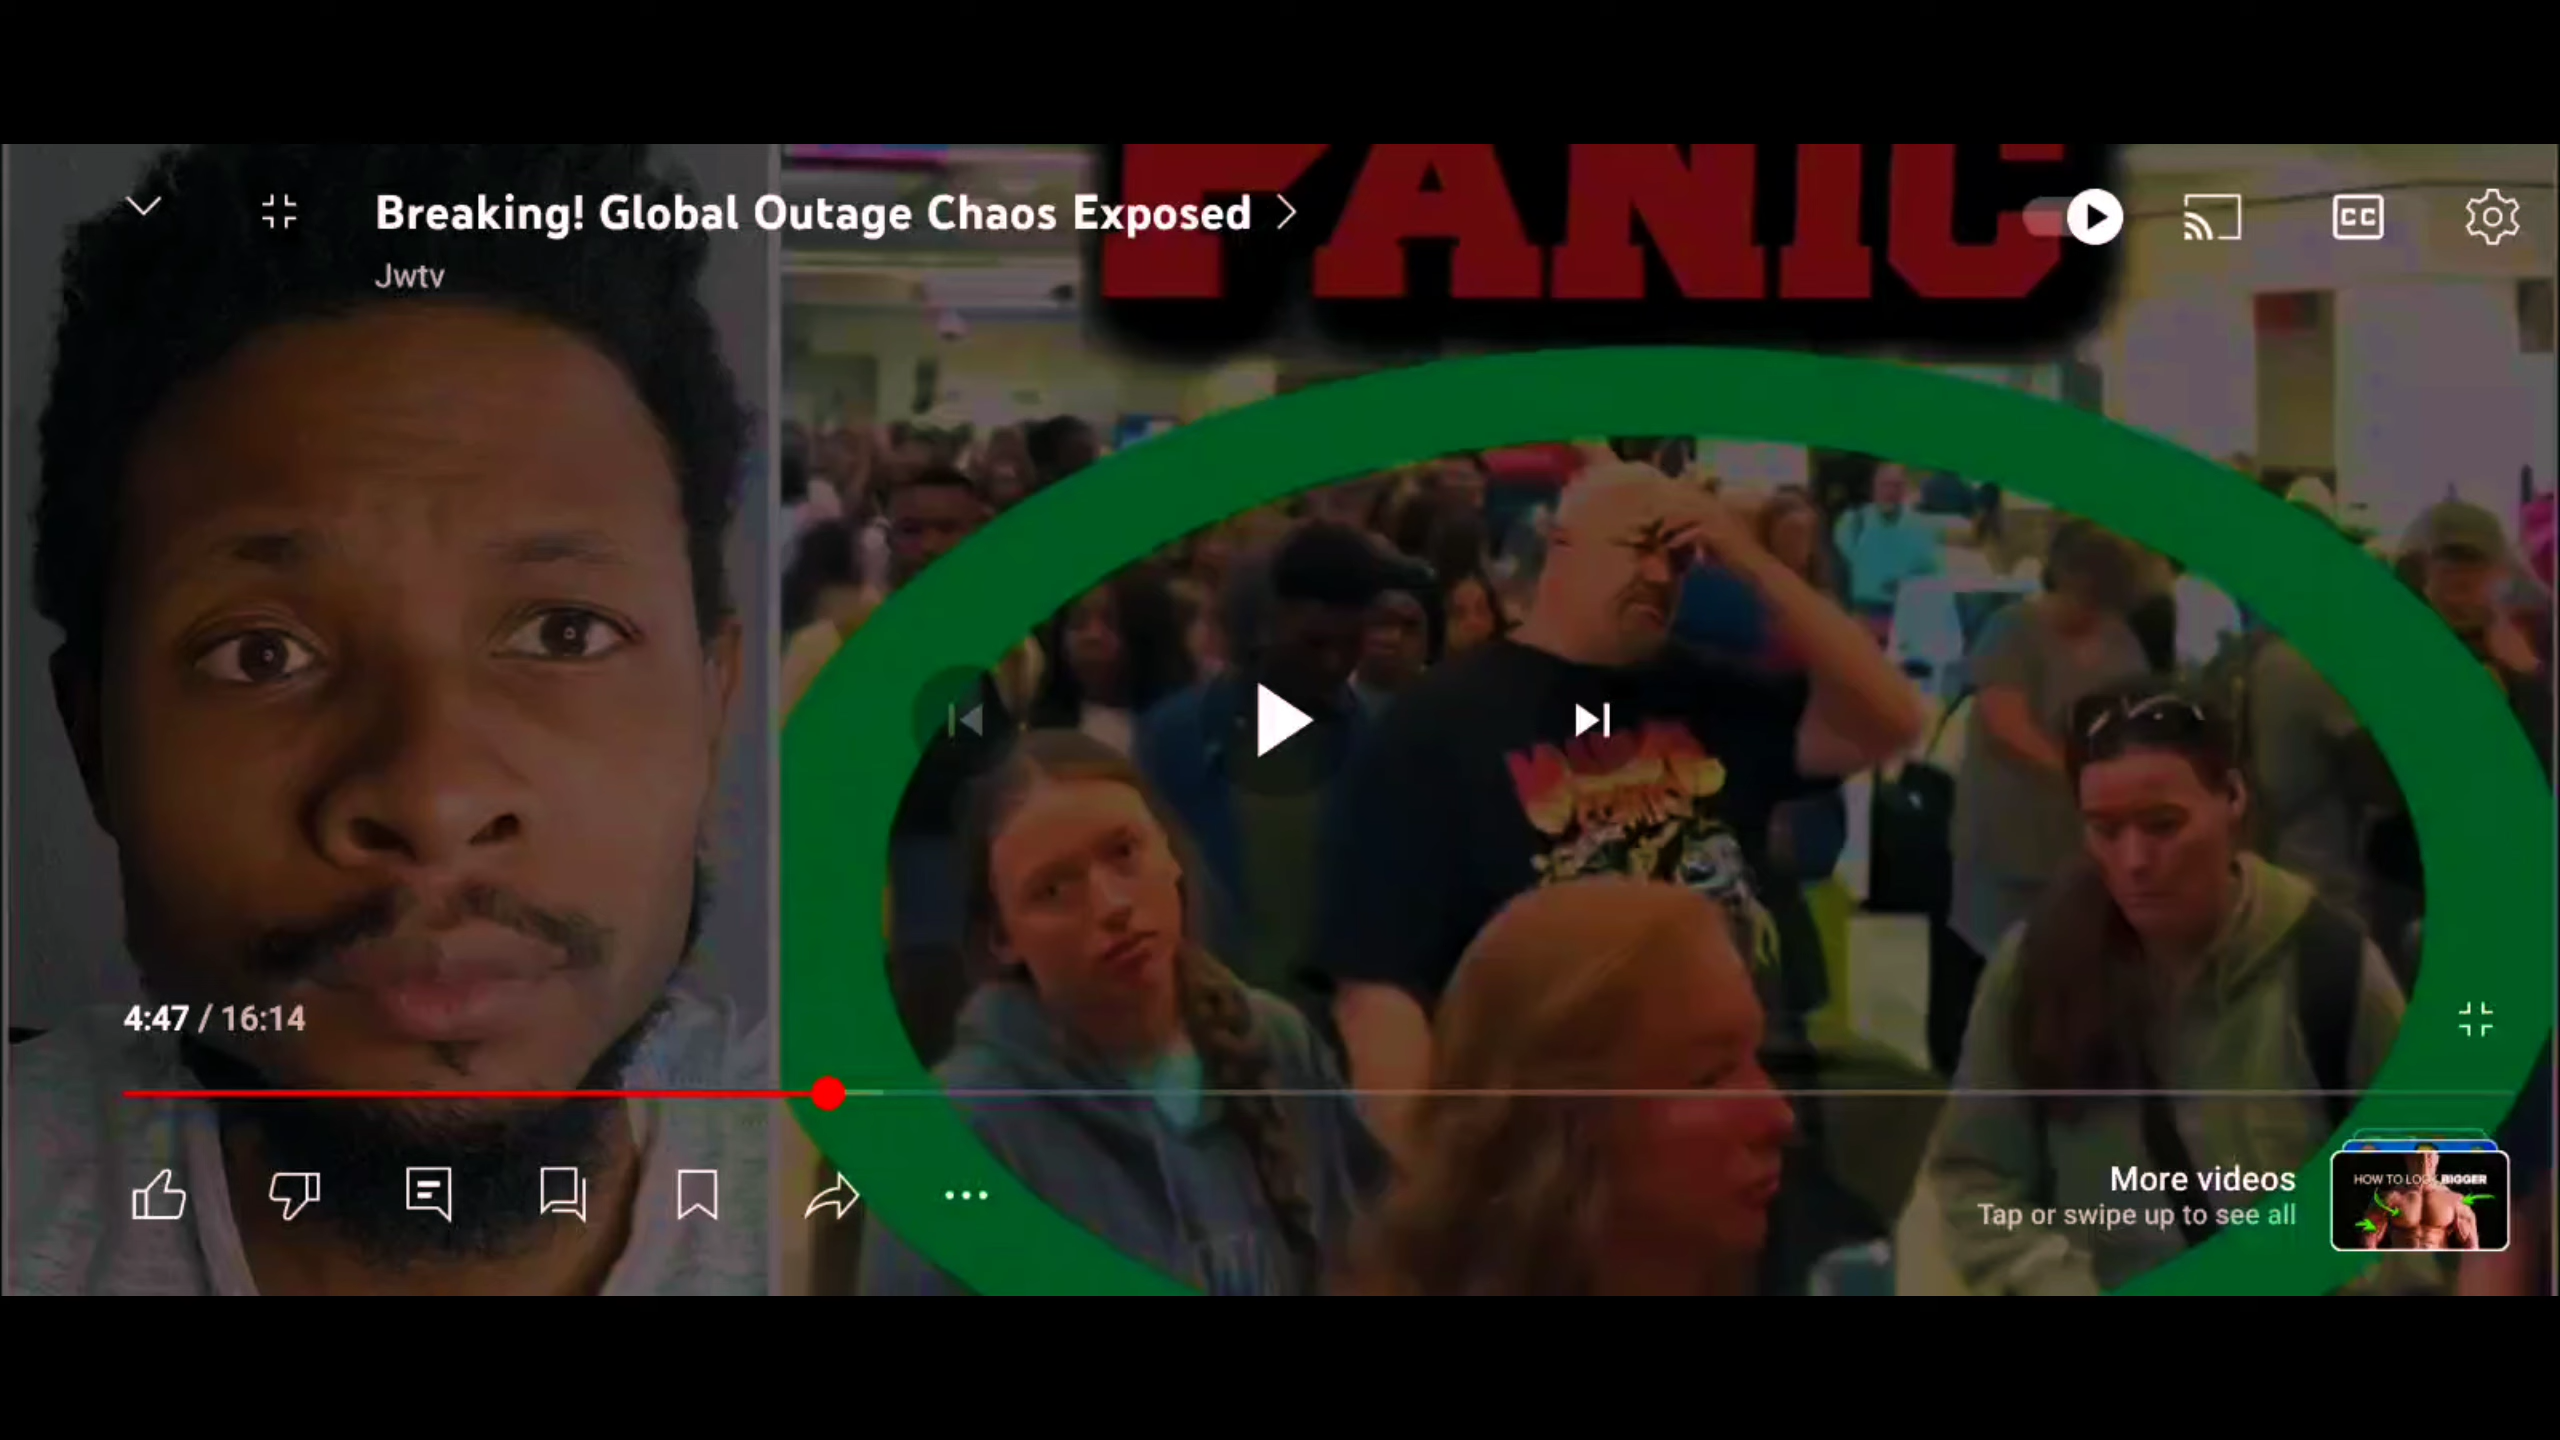 PANIC
Breaking! Global Outage Chaos Exposed
CC
Jwtv
4:47 / 16:14
More videos
Tap or swipe up to see all
HOW TO LOOK BIGGER